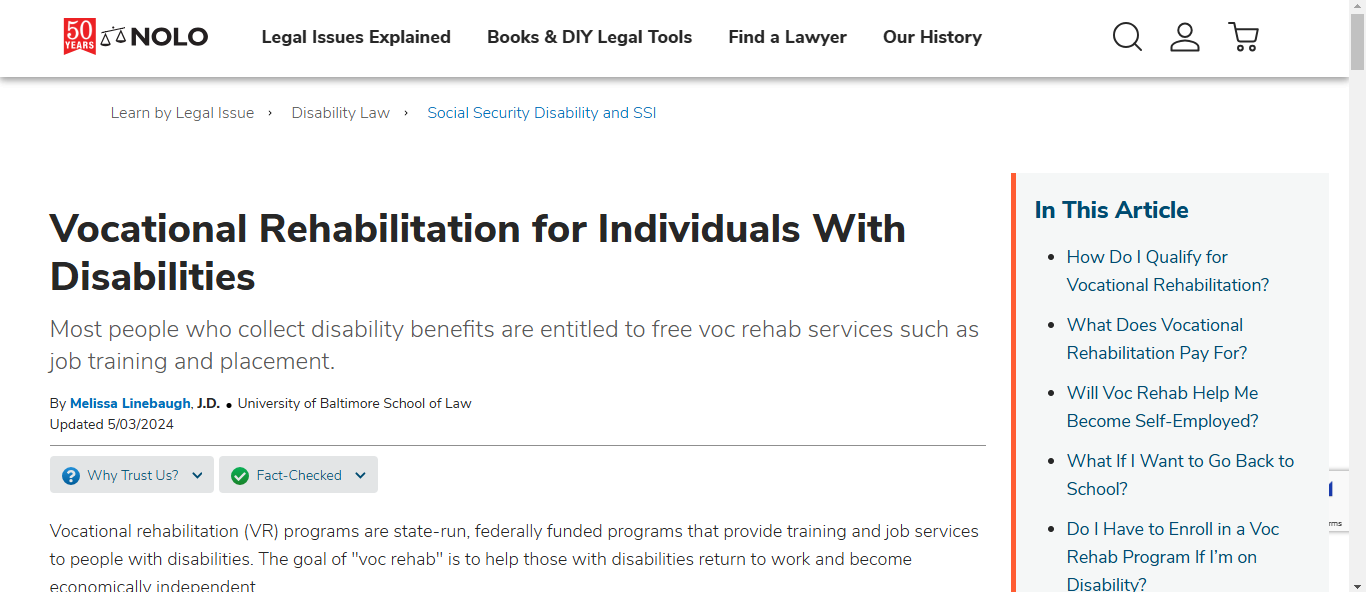 50 YEARS NOLO
Legal Issues Explained Books & DIY Legal Tools Find a Lawyer Our History
Learn by Legal Issue › Disability Law › Social Security Disability and SSI
Vocational Rehabilitation for Individuals With
Disabilities
Most people who collect disability benefits are entitled to free voc rehab services such as
job training and placement.
By Melissa Linebaugh, J.D. • University of Baltimore School of Law
Updated 5/03/2024
Why Trust Us? Fact-Checked
Vocational rehabilitation (VR) programs are state-run, federally funded programs that provide training and job services
to people with disabilities. The goal of "voc rehab" is to help those with disabilities return to work and become
economically independent
In This Article
• How Do I Qualify for
Vocational Rehabilitation?
• What Does Vocational
Rehabilitation Pay For?
• Will Voc Rehab Help Me
Become Self-Employed?
• What If I Want to Go Back to
School?
• Do I Have to Enroll in a Voc
Rehab Program If I’m on
Disability?